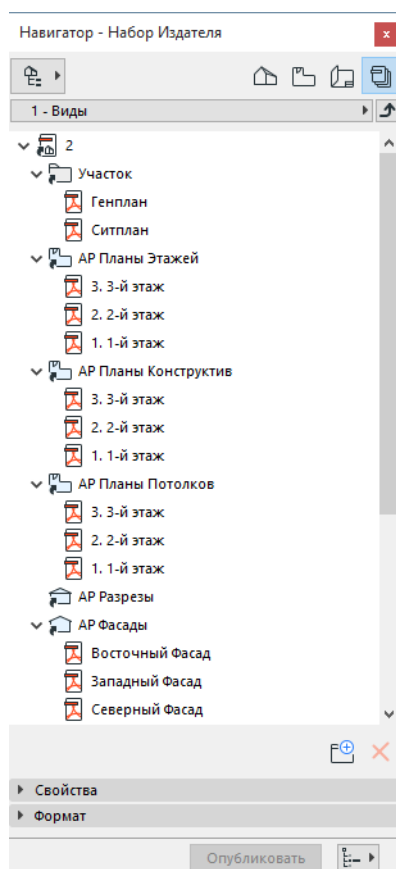 Навигатор - Набор Издателя
x
1 - Виды
2
Участок
Генплан
Ситплан
АР Планы Этажей
3. 3-й этаж
2. 2-й этаж
1. 1-й этаж
АР Планы Конструктив
3. 3-й этаж
2. 2-й этаж
1. 1-й этаж
АР Планы Потолков
3. 3-й этаж
2. 2-й этаж
1. 1-й этаж
АР Разрезы
АР Фасады
Восточный Фасад
Западный Фасад
Северный Фасад
Свойства
Формат
Опубликовать